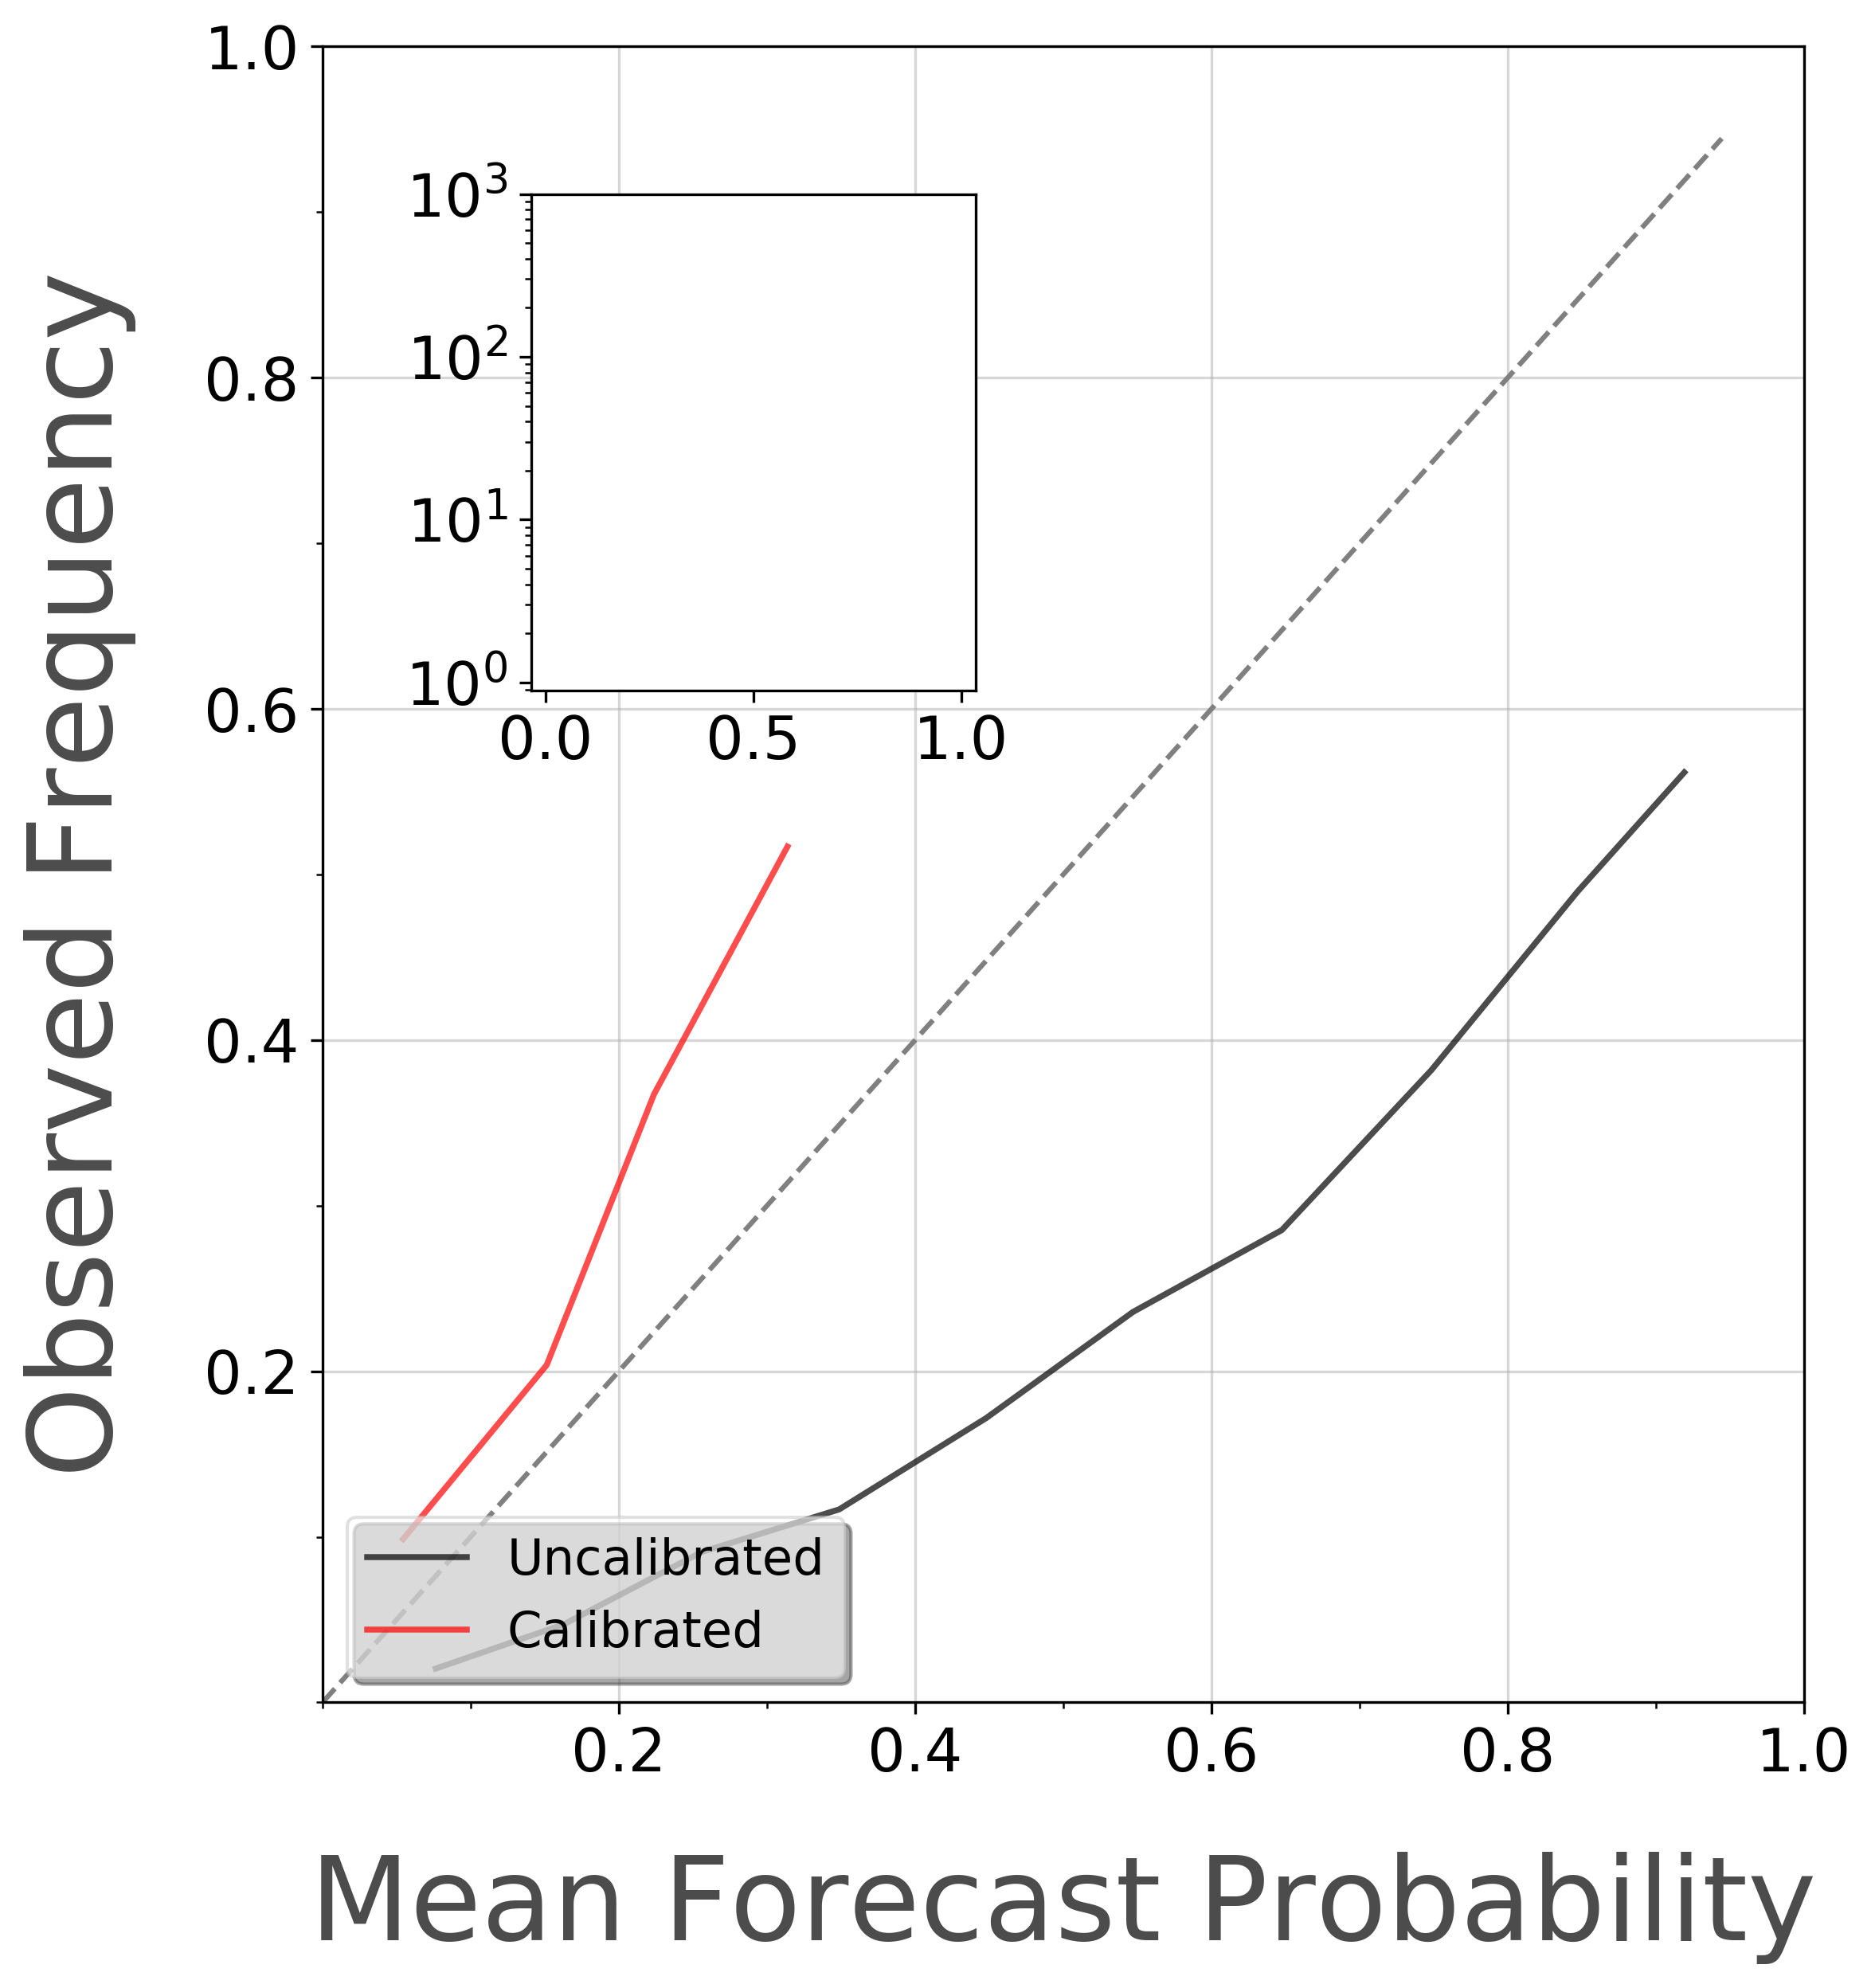 Observed Frequency
1.0
0.8
0.6
0.4
0.2
10³
10²
10¹
10⁰
0.0 0.5 1.0
Uncalibrated
Calibrated
0.2 0.4 0.6 0.8 1.0
Mean Forecast Probability